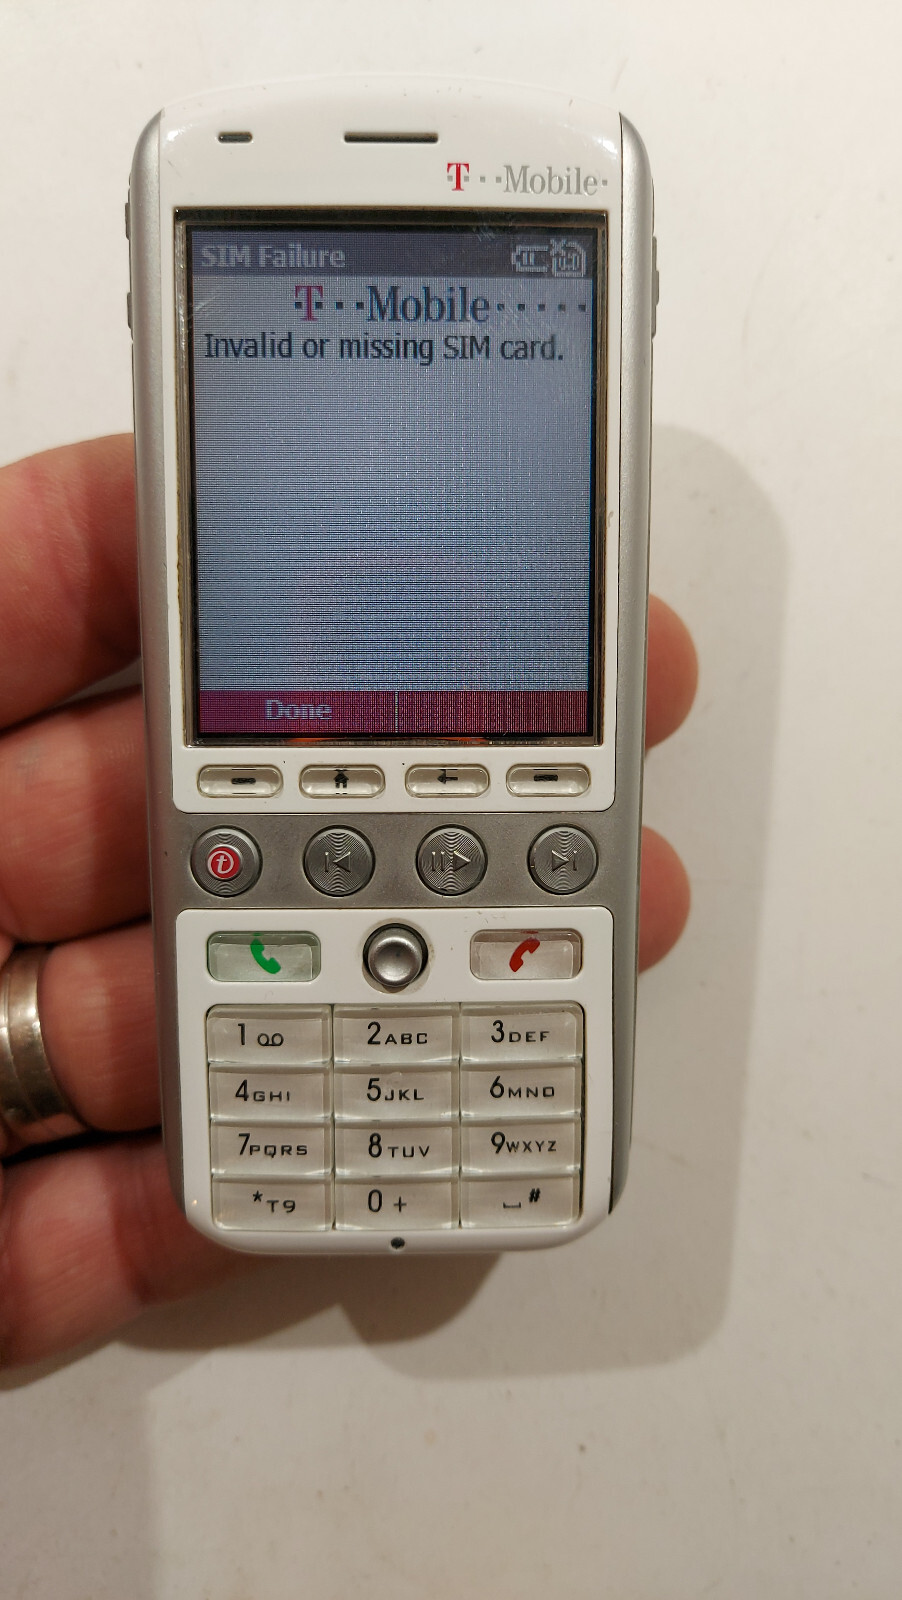 T··Mobile·
SIM Failure
T··Mobile·····
Invalid or missing SIM card.
Done
t
1 2ABC 3DEF
4GHI 5JKL 6MNO
7PQRS 8TUV 9WXYZ
*T9 0+ #